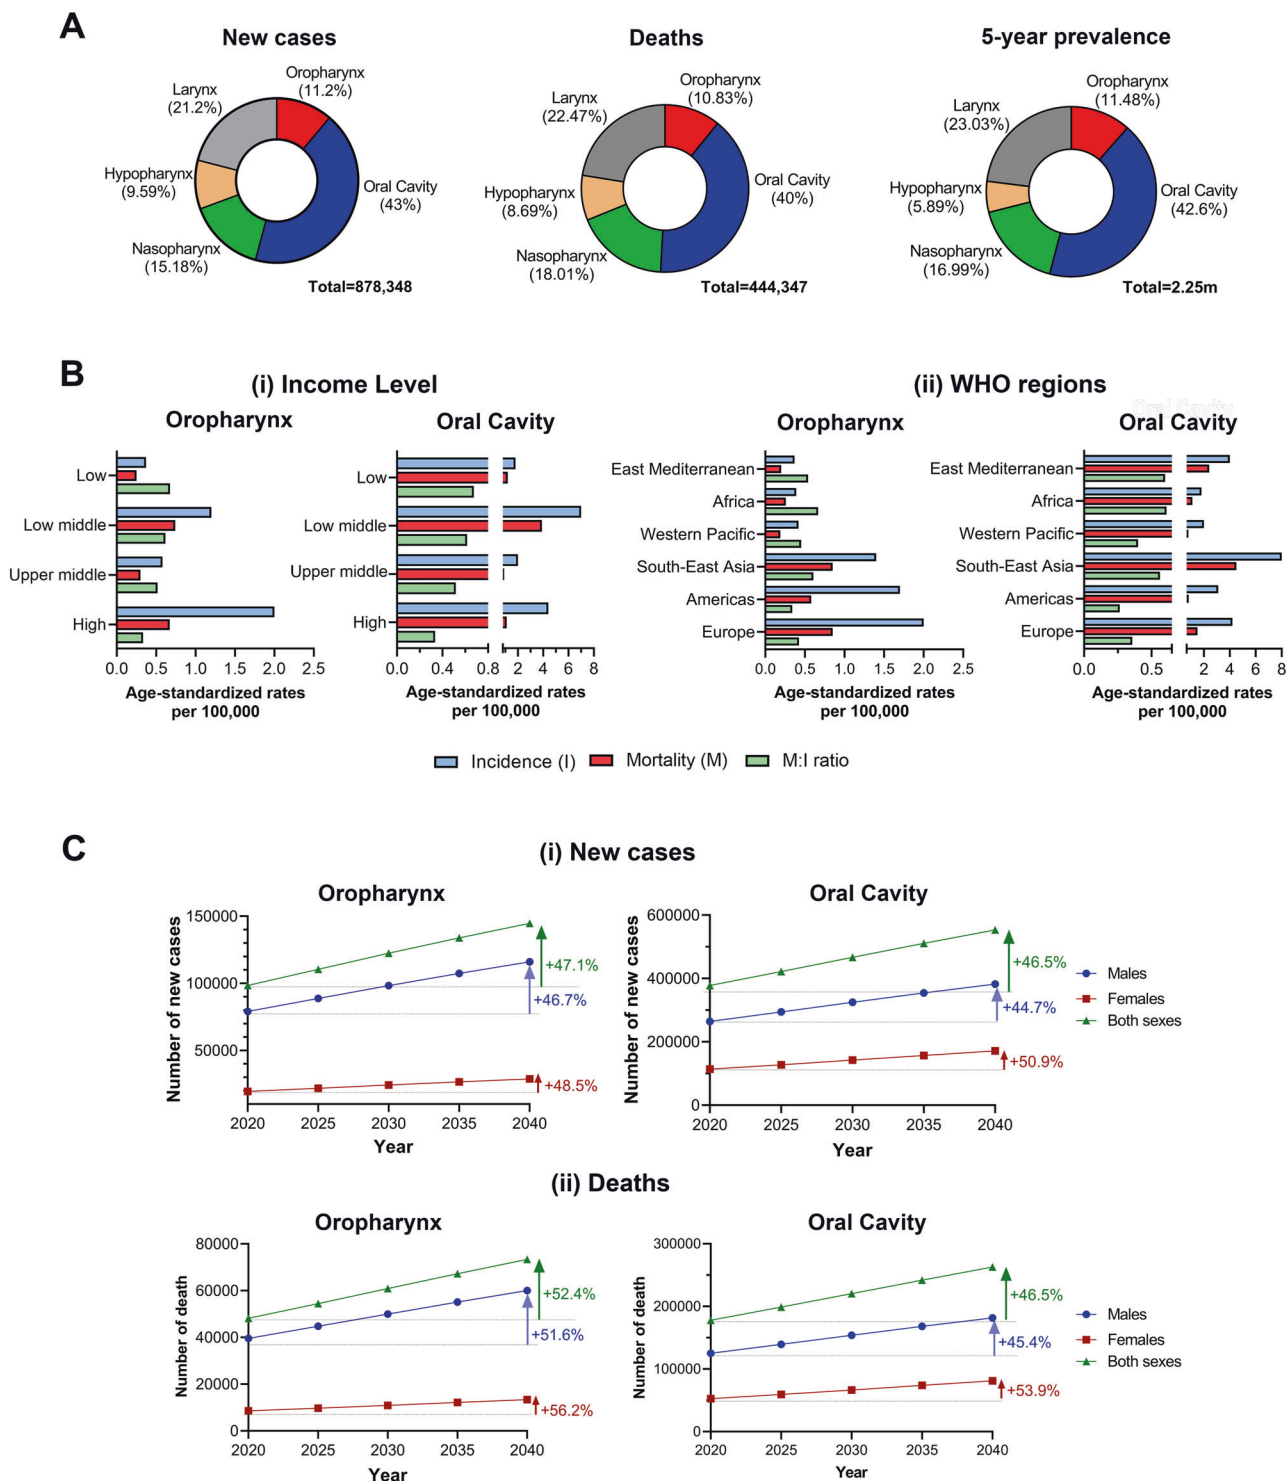 A
New cases
Deaths
5-year prevalence
Oropharynx
(11.2%)
Larynx
(21.2%)
Hypopharynx
(9.59%)
Oral Cavity
(43%)
Nasopharynx
(15.18%)
Total=878,348
Oropharynx
(10.83%)
Larynx
(22.47%)
Hypopharynx
(8.69%)
Oral Cavity
(40%)
Nasopharynx
(18.01%)
Total=444,347
Oropharynx
(11.48%)
Larynx
(23.03%)
Hypopharynx
(5.89%)
Oral Cavity
(42.6%)
Nasopharynx
(16.99%)
Total=2.25m
B
(i) Income Level
Oropharynx
Low
Low middle
Upper middle
High
0.0 0.5 1.0 1.5 2.0 2.5
Age-standardized rates
per 100,000
Oral Cavity
Low
Low middle
Upper middle
High
0.0 0.4 0.8 2 4 6 8
Age-standardized rates
per 100,000
(ii) WHO regions
Oral Cavity
Oropharynx
East Mediterranean
Africa
Western Pacific
South-East Asia
Americas
Europe
0.0 0.5 1.0 1.5 2.0 2.5
Age-standardized rates
per 100,000
Oral Cavity
East Mediterranean
Africa
Western Pacific
South-East Asia
Americas
Europe
0.0 0.5 2 4 6 8
Age-standardized rates
per 100,000
Incidence (I) Mortality (M) M:I ratio
C
(i) New cases
Oropharynx
Number of new cases
150000
100000
50000
+47.1%
+46.7%
+48.5%
2020 2025 2030 2035 2040
Year
Oral Cavity
Number of new cases
600000
400000
200000
0
+46.5%
+44.7%
+50.9%
2020 2025 2030 2035 2040
Year
Males
Females
Both sexes
(ii) Deaths
Oropharynx
Number of death
80000
60000
40000
20000
0
+52.4%
+51.6%
+56.2%
2020 2025 2030 2035 2040
Year
Oral Cavity
Number of death
300000
200000
100000
0
+46.5%
+45.4%
+53.9%
2020 2025 2030 2035 2040
Year
Males
Females
Both sexes